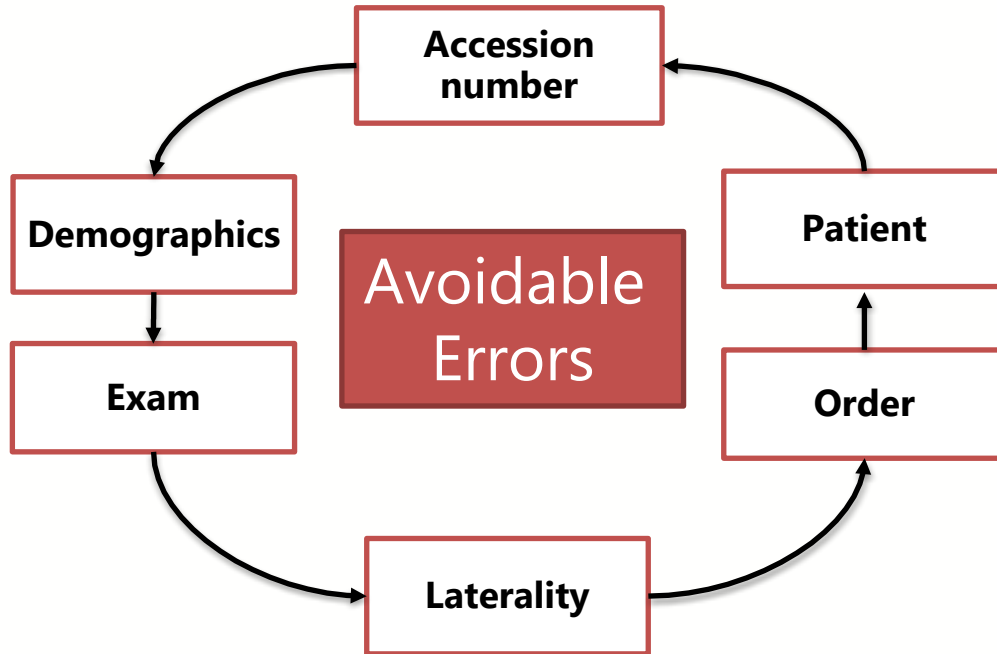 Accession
number
Demographics
Patient
Avoidable
Errors
Exam
Order
Laterality